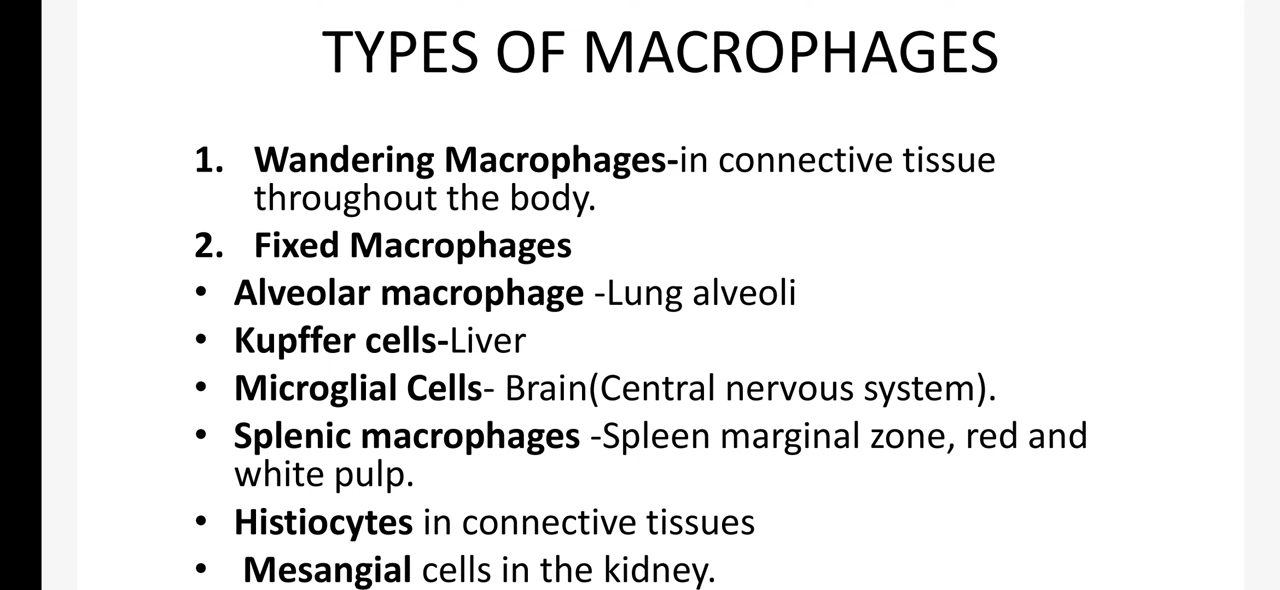 TYPES OF MACROPHAGES
1. Wandering Macrophages-in connective tissue
throughout the body.
2. Fixed Macrophages
• Alveolar macrophage -Lung alveoli
• Kupffer cells-Liver
• Microglial Cells- Brain(Central nervous system).
• Splenic macrophages -Spleen marginal zone, red and
white pulp.
• Histiocytes in connective tissues
• Mesangial cells in the kidney.